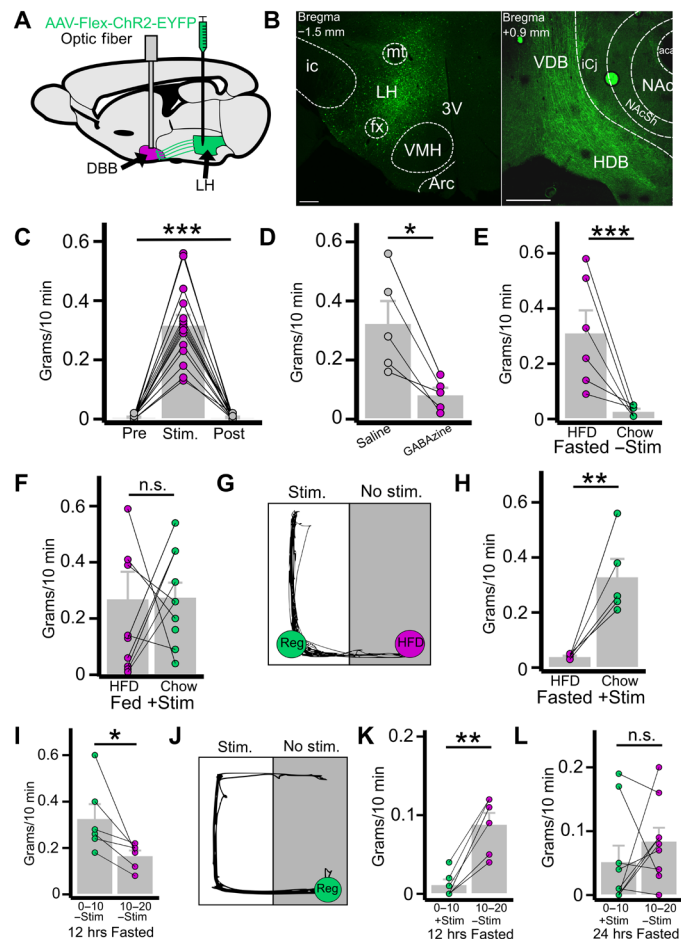 A
AAV-Flex-ChR2-EYFP
Optic fiber
DBB
LH
B
Bregma
−1.5 mm
mt
ic
LH
3V
fx
VMH
Arc
Bregma
+0.9 mm
aca
VDB
iCj
NAc
NAcSh
HDB
C
***
Grams/10 min
0.6
0.4
0.2
0
Pre Stim. Post
D
*
Grams/10 min
0.6
0.4
0.2
0
Saline GABAzine
E
***
Grams/10 min
0.6
0.4
0.2
0
HFD Chow
Fasted −Stim
F
n.s.
Grams/10 min
0.6
0.4
0.2
0
HFD Chow
Fed +Stim
G
Stim. No stim.
Reg HFD
H
**
Grams/10 min
0.6
0.4
0.2
0
HFD Chow
Fasted +Stim
I
*
Grams/10 min
0.6
0.4
0.2
0
0–10 10–20
−Stim −Stim
12 hrs Fasted
J
Stim. No stim.
Reg
K
**
Grams/10 min
0.2
0.1
0
0–10 10–20
+Stim −Stim
12 hrs Fasted
L
n.s.
Grams/10 min
0.2
0.1
0
0–10 10–20
+Stim −Stim
24 hrs Fasted